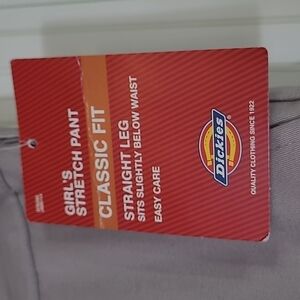 GIRL'S
STRETCH PANT
CLASSIC FIT
STRAIGHT LEG
SITS SLIGHTLY BELOW WAIST
EASY CARE
Dickies
QUALITY CLOTHING SINCE 1922